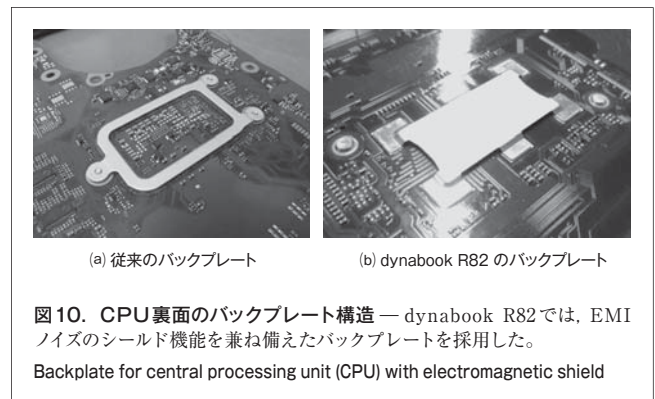 (a) 従来のバックプレート
(b) dynabook R82 のバックプレート
図10. CPU裏面のバックプレート構造 — dynabook R82では, EMI
ノイズのシールド機能を兼ね備えたバックプレートを採用した。
Backplate for central processing unit (CPU) with electromagnetic shield